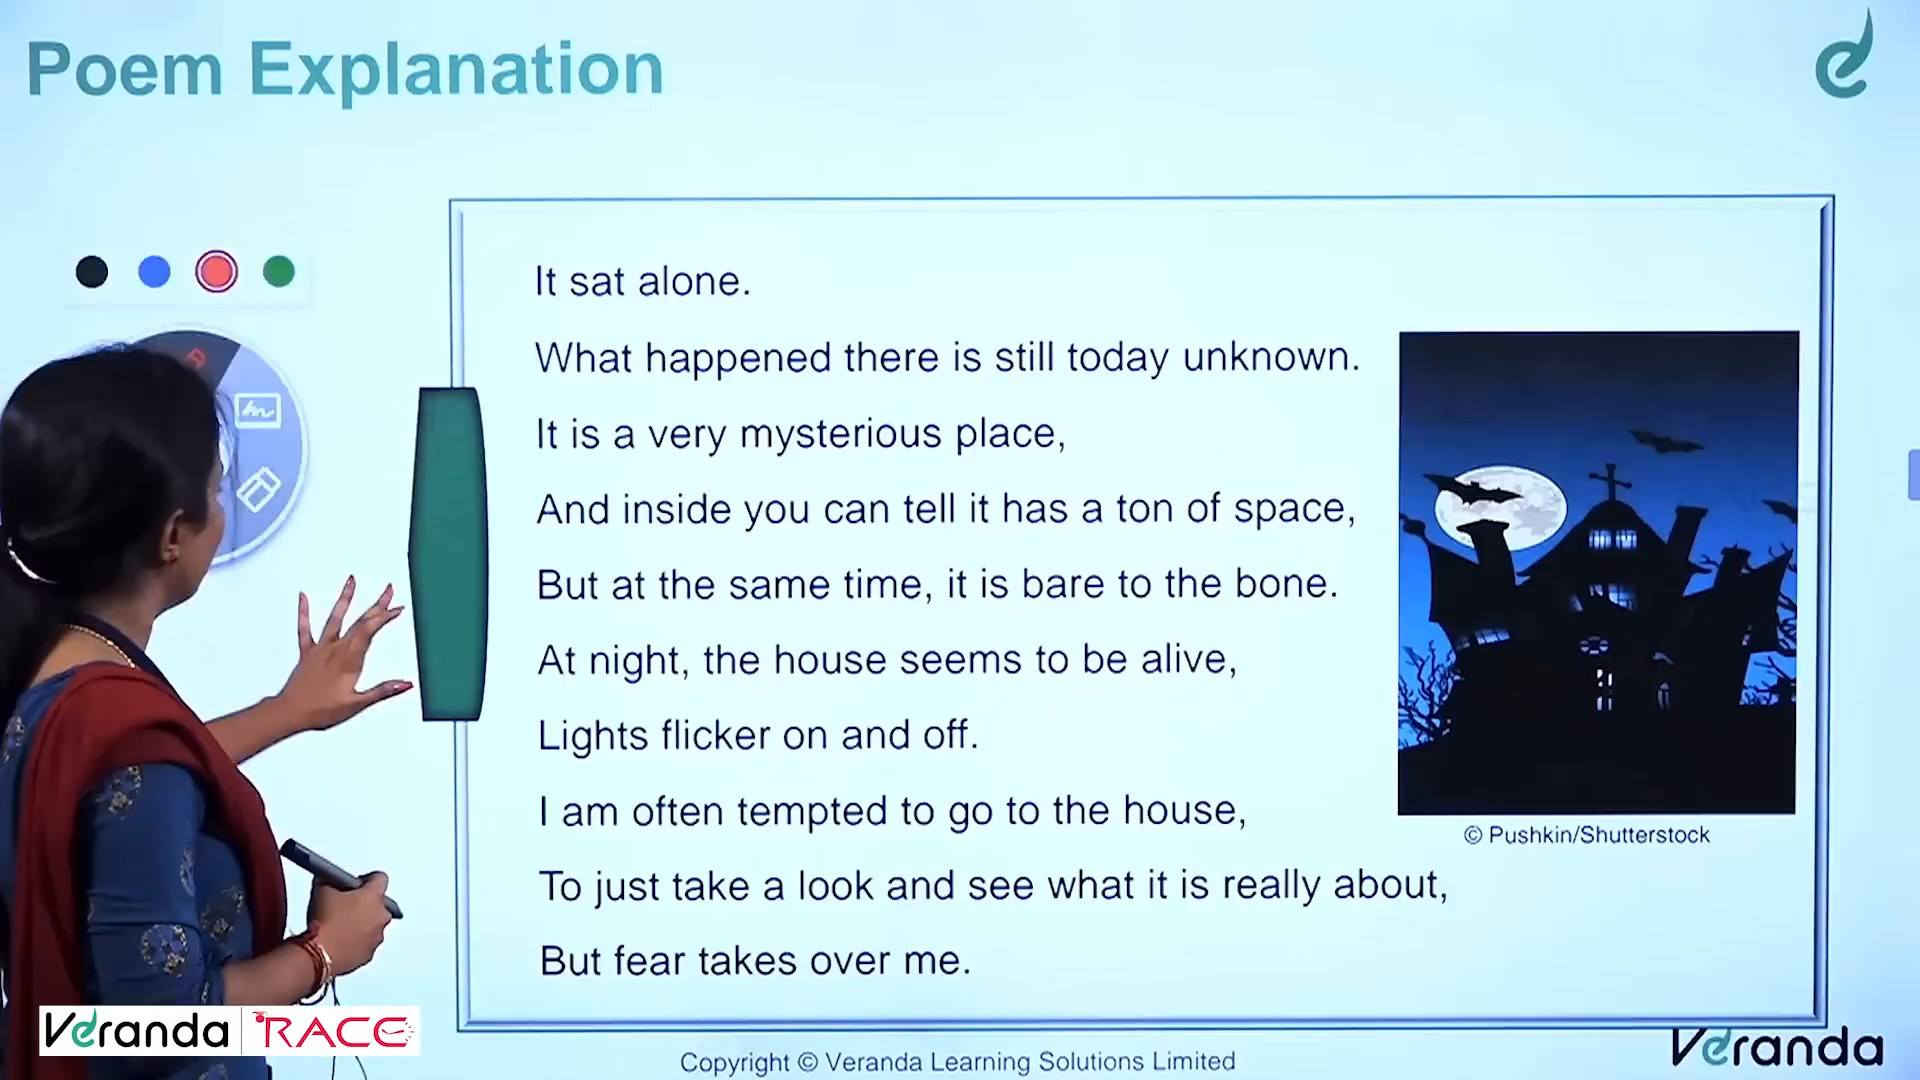 Poem Explanation
It sat alone.
What happened there is still today unknown.
It is a very mysterious place,
And inside you can tell it has a ton of space,
But at the same time, it is bare to the bone.
At night, the house seems to be alive,
Lights flicker on and off.
I am often tempted to go to the house,
To just take a look and see what it is really about,
But fear takes over me.
© Pushkin/Shutterstock
Veranda RACE
Copyright © Veranda Learning Solutions Limited
Veranda